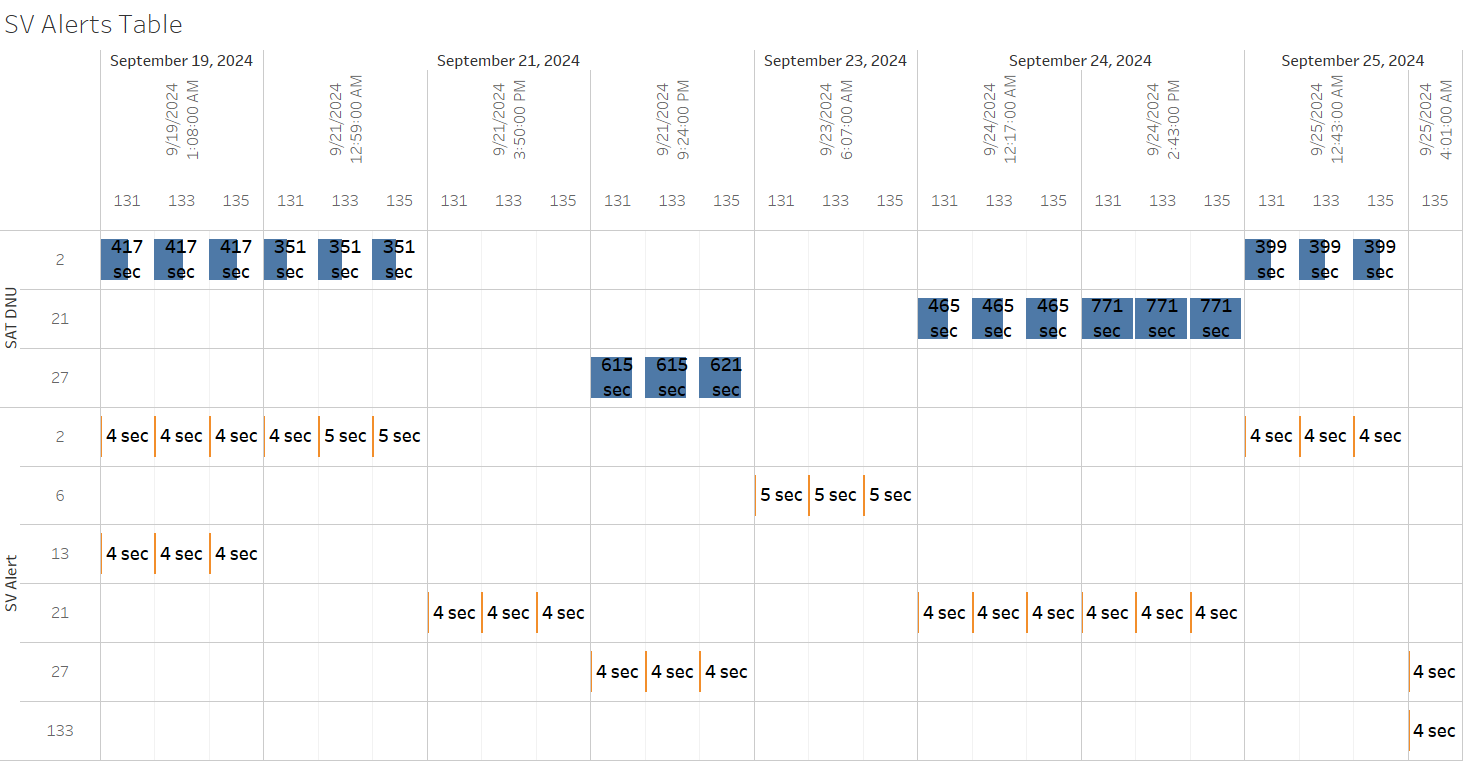 SV Alerts Table
September 19, 2024 September 21, 2024 September 23, 2024 September 24, 2024 September 25, 2024
9/19/2024 1:08:00 AM
9/21/2024 12:59:00 AM
9/21/2024 3:50:00 PM
9/21/2024 9:24:00 PM
9/23/2024 6:07:00 AM
9/24/2024 12:17:00 AM
9/24/2024 2:43:00 PM
9/25/2024 12:43:00 AM
9/25/2024 4:01:00 AM
131 133 135 131 133 135 131 133 135 131 133 135 131 133 135 131 133 135 131 133 135 131 133 135 135
SAT DNU
2 417 sec 417 sec 417 sec 351 sec 351 sec 351 sec 399 sec 399 sec 399 sec
21 465 sec 465 sec 465 sec 771 sec 771 sec 771 sec
27 615 sec 615 sec 621 sec
SV Alert
2 4 sec 4 sec 4 sec 4 sec 5 sec 5 sec 4 sec 4 sec 4 sec
6 5 sec 5 sec 5 sec
13 4 sec 4 sec 4 sec
21 4 sec 4 sec 4 sec 4 sec 4 sec 4 sec 4 sec 4 sec 4 sec
27 4 sec 4 sec 4 sec 4 sec
133 4 sec